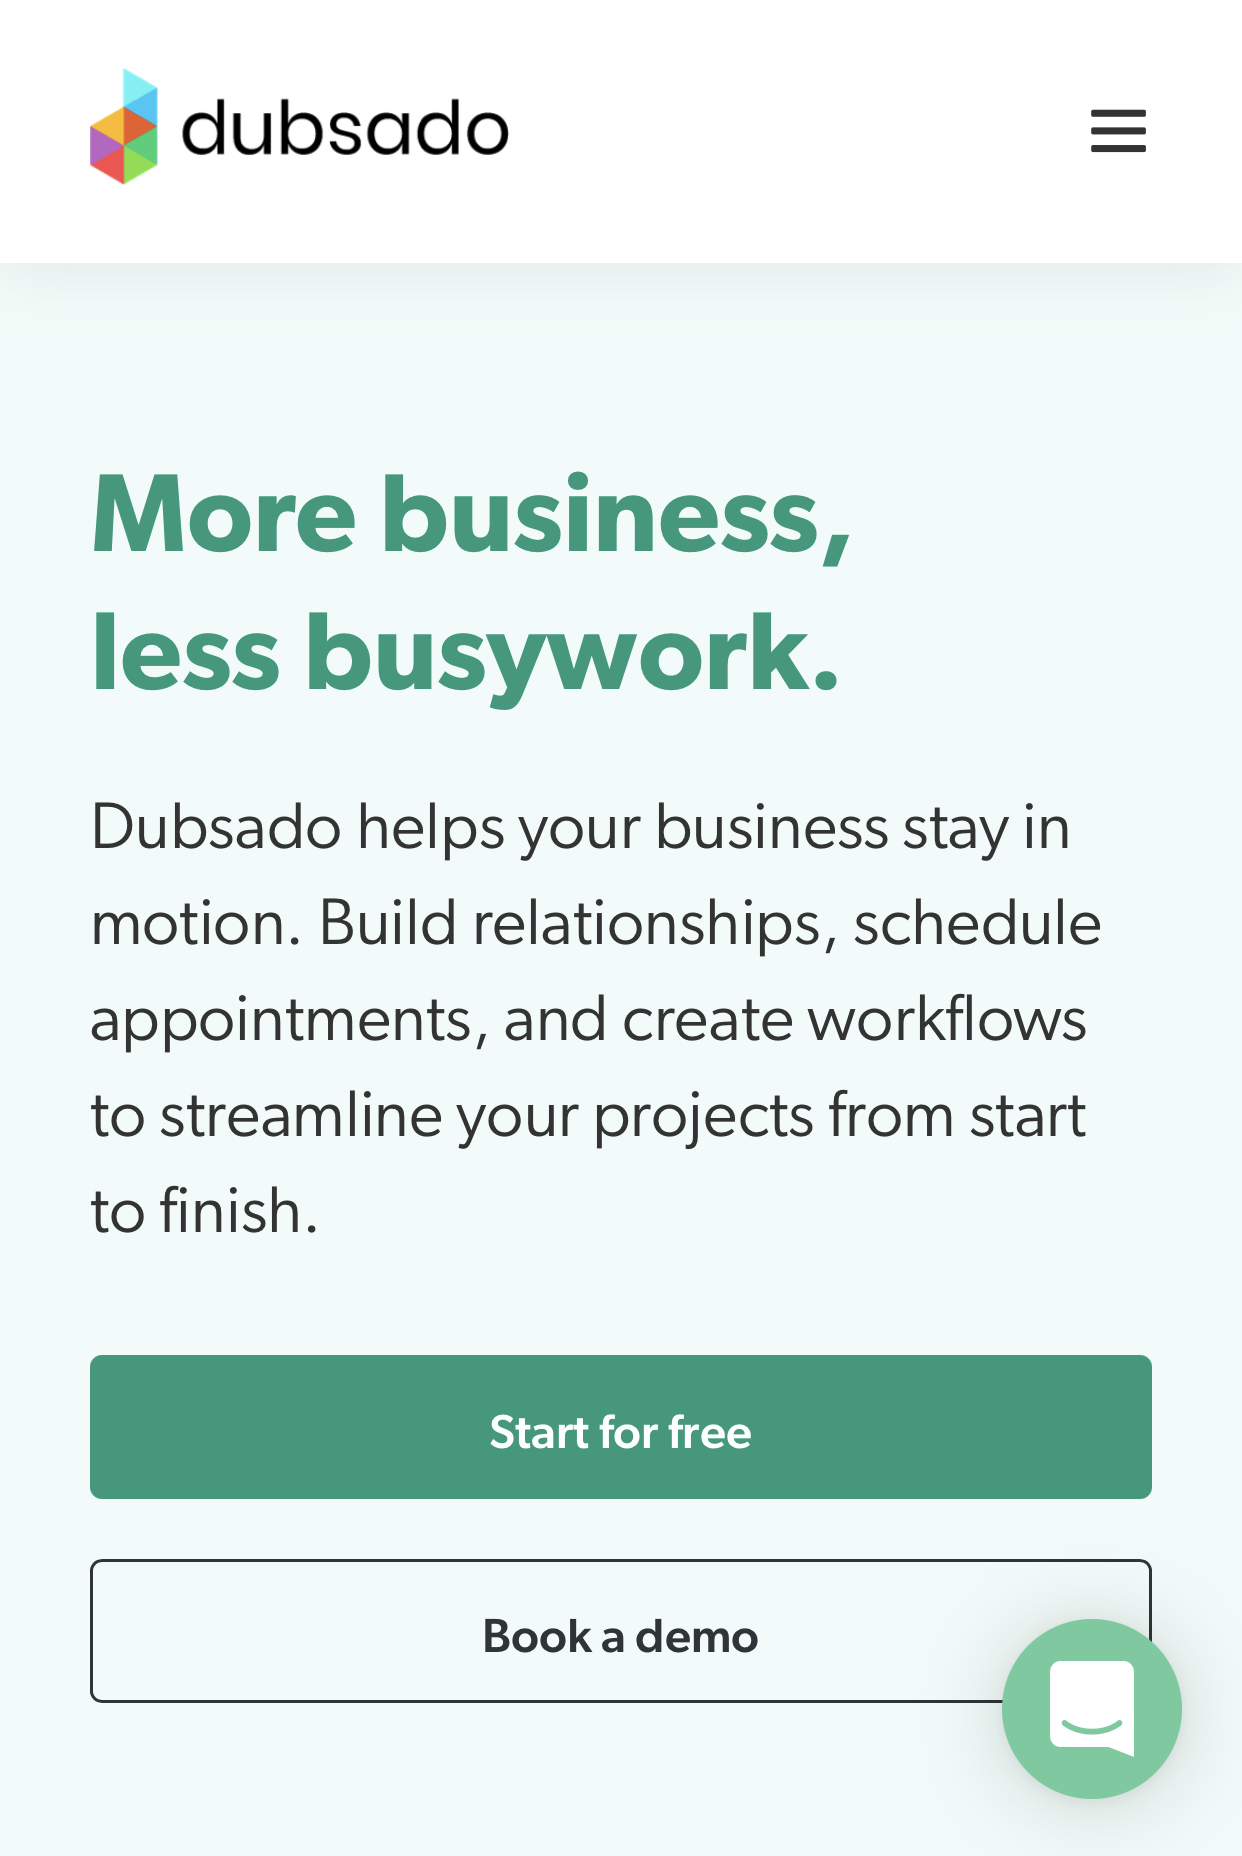 dubsado
More business,
less busywork.
Dubsado helps your business stay in
motion. Build relationships, schedule
appointments, and create workflows
to streamline your projects from start
to finish.
Start for free
Book a demo